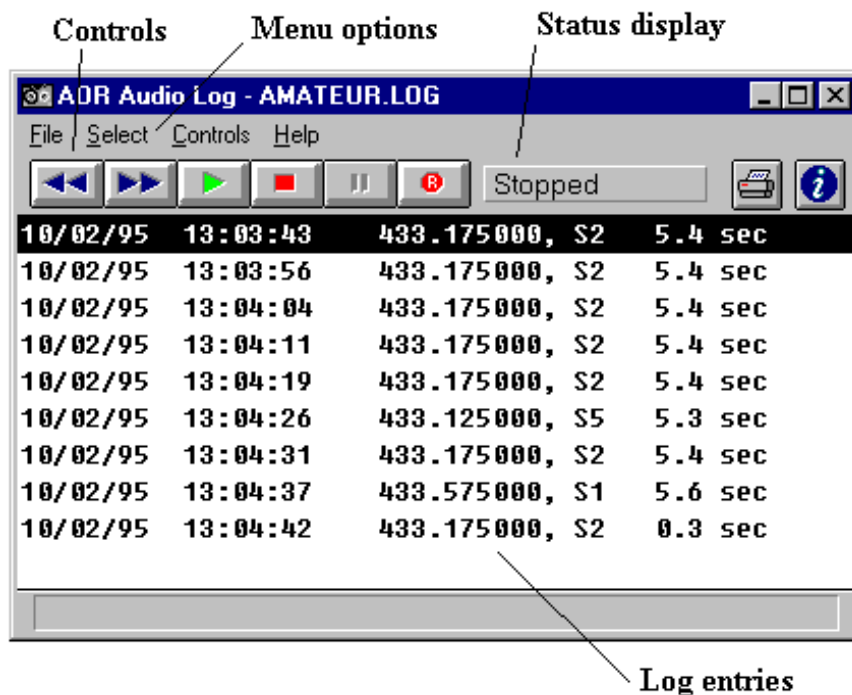 Controls Menu options Status display
AOR Audio Log - AMATEUR.LOG
File Select Controls Help
R Stopped i
10/02/95 13:03:43 433.175000, S2 5.4 sec
10/02/95 13:03:56 433.175000, S2 5.4 sec
10/02/95 13:04:04 433.175000, S2 5.4 sec
10/02/95 13:04:11 433.175000, S2 5.4 sec
10/02/95 13:04:19 433.175000, S2 5.4 sec
10/02/95 13:04:26 433.125000, S5 5.3 sec
10/02/95 13:04:31 433.175000, S2 5.4 sec
10/02/95 13:04:37 433.575000, S1 5.6 sec
10/02/95 13:04:42 433.175000, S2 0.3 sec
Log entries